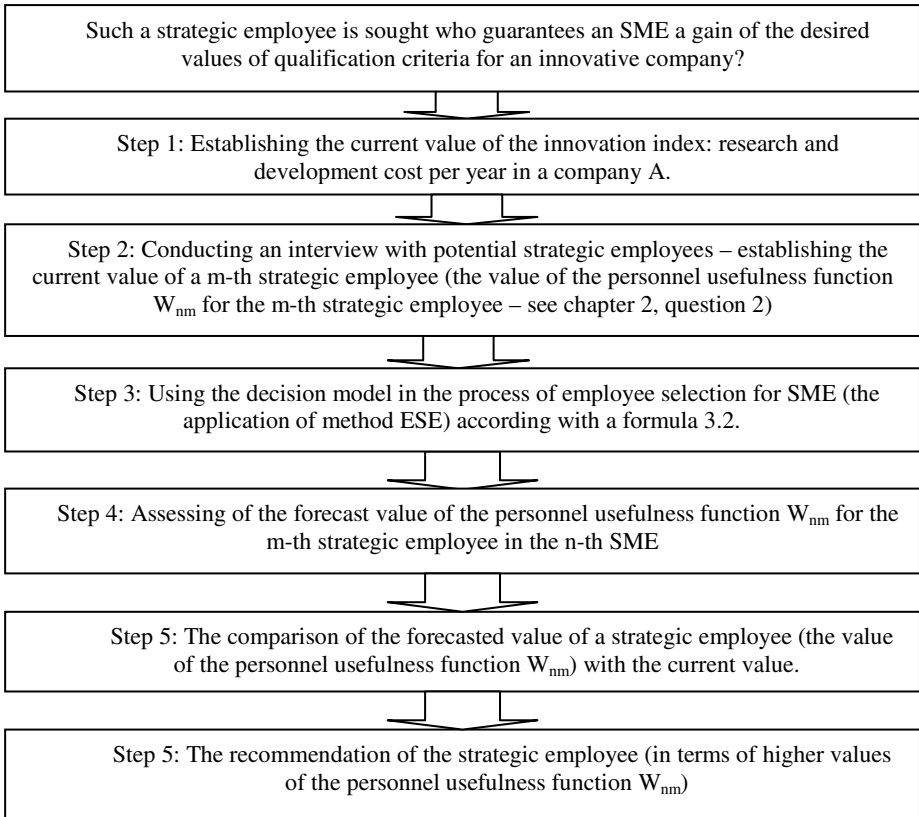 Such a strategic employee is sought who guarantees an SME a gain of the desired
values of qualification criteria for an innovative company?
Step 1: Establishing the current value of the innovation index: research and
development cost per year in a company A.
Step 2: Conducting an interview with potential strategic employees – establishing the
current value of a m-th strategic employee (the value of the personnel usefulness function
Wnm for the m-th strategic employee – see chapter 2, question 2)
Step 3: Using the decision model in the process of employee selection for SME (the
application of method ESE) according with a formula 3.2.
Step 4: Assessing of the forecast value of the personnel usefulness function Wnm for the
m-th strategic employee in the n-th SME
Step 5: The comparison of the forecasted value of a strategic employee (the value
of the personnel usefulness function Wnm) with the current value.
Step 5: The recommendation of the strategic employee (in terms of higher values
of the personnel usefulness function Wnm)